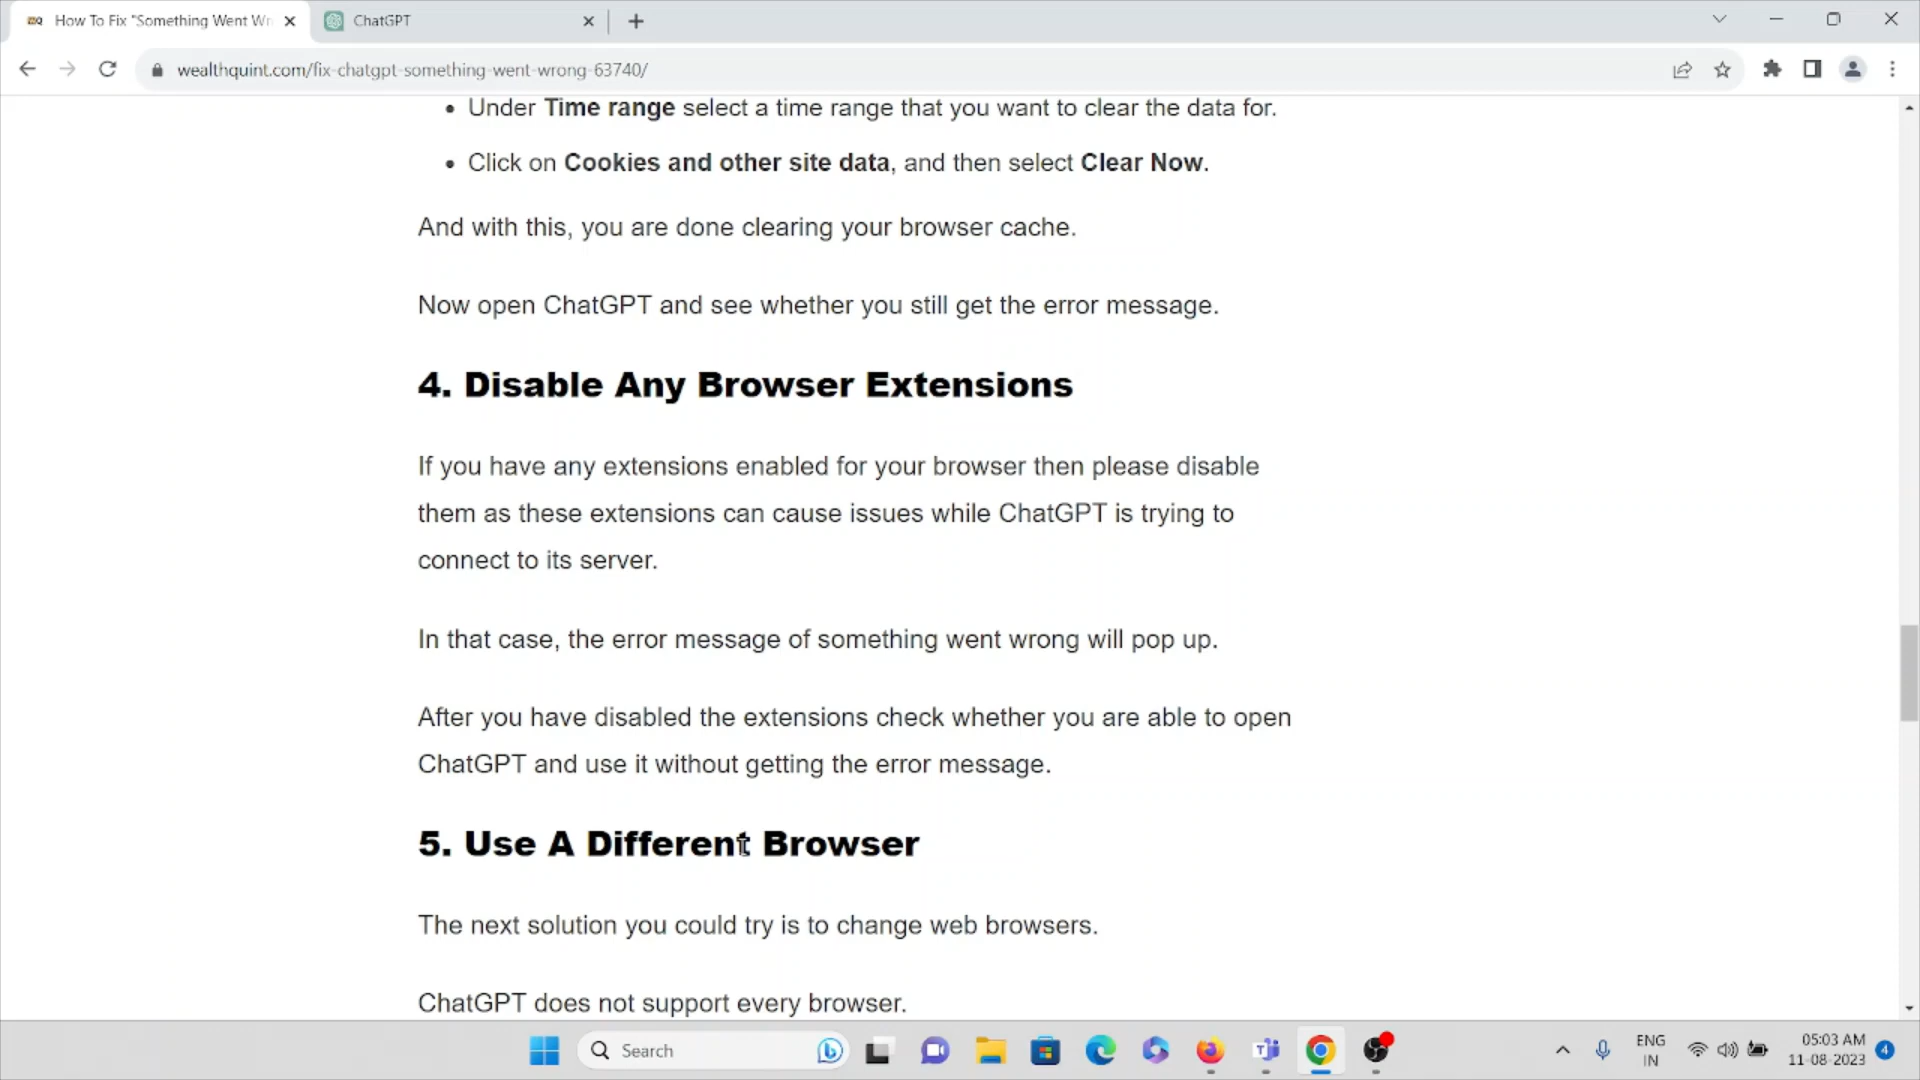 How To Fix "Something Went Wr
ChatGPT
wealthquint.com/fix-chatgpt-something-went-wrong-63740/
• Under Time range select a time range that you want to clear the data for.
• Click on Cookies and other site data, and then select Clear Now.
And with this, you are done clearing your browser cache.
Now open ChatGPT and see whether you still get the error message.
4. Disable Any Browser Extensions
If you have any extensions enabled for your browser then please disable
them as these extensions can cause issues while ChatGPT is trying to
connect to its server.
In that case, the error message of something went wrong will pop up.
After you have disabled the extensions check whether you are able to open
ChatGPT and use it without getting the error message.
5. Use A Different Browser
The next solution you could try is to change web browsers.
ChatGPT does not support every browser.
Search
ENG
IN
05:03 AM
11-08-2023
4